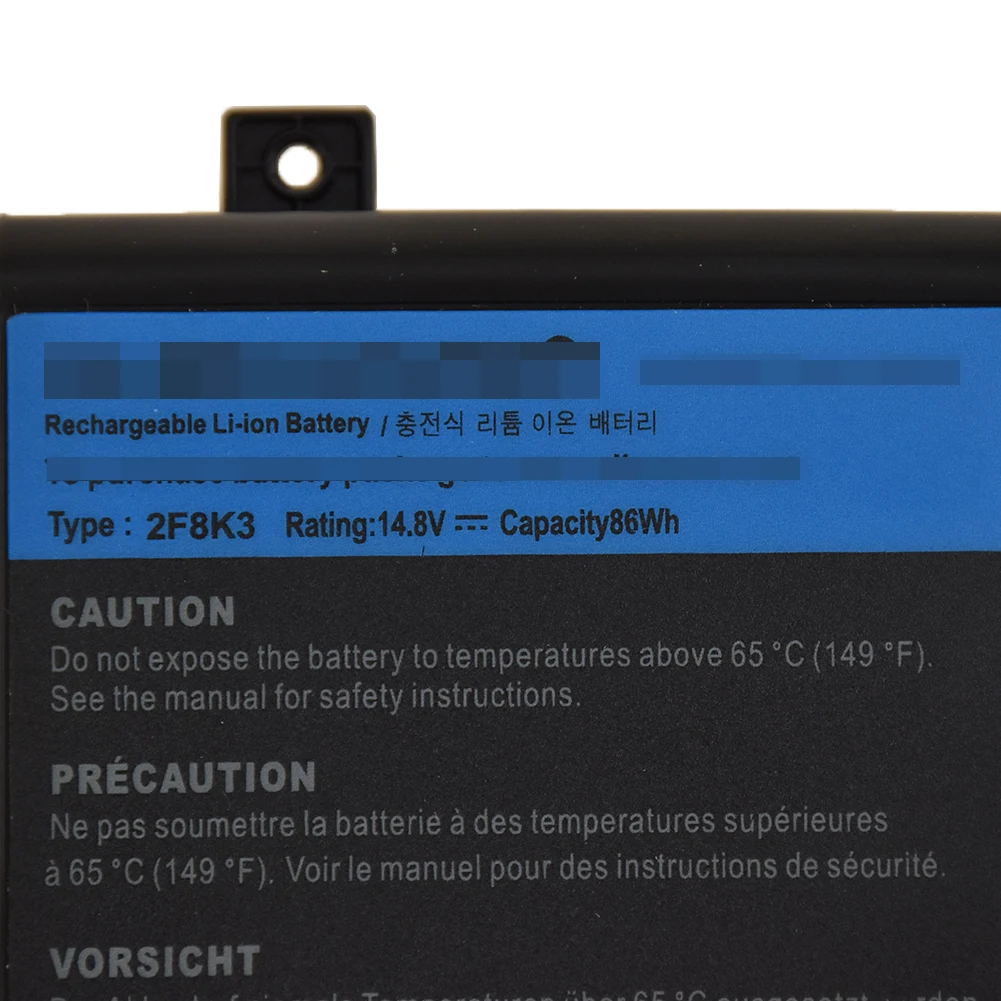 Rechargeable Li-ion Battery / 충전식 리튬 이온 배터리
Type : 2F8K3 Rating:14.8V ⎓ Capacity86Wh
CAUTION
Do not expose the battery to temperatures above 65 °C (149 °F).
See the manual for safety instructions.
PRÉCAUTION
Ne pas soumettre la batterie à des temperatures supérieures
à 65 °C (149 °F). Voir le manuel pour des instructions de sécurité.
VORSICHT
Temperaturen über 65 °C